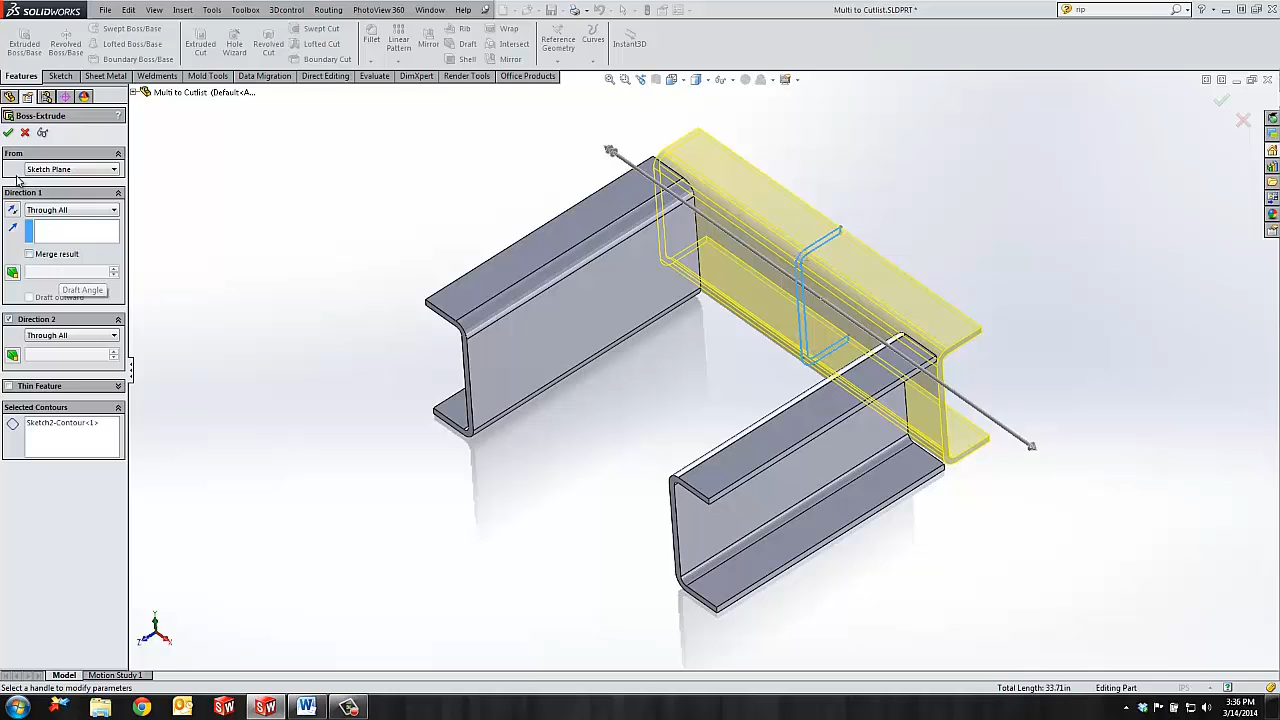 SOLIDWORKS File Edit View Insert Tools Toolbox 3Dcontrol Routing PhotoView 360 Window Help Multi to Cutlist.SLDPRT * rip
Extruded Boss/Base
Revolved Boss/Base
Swept Boss/Base
Lofted Boss/Base
Boundary Boss/Base
Extruded Cut
Hole Wizard
Revolved Cut
Swept Cut
Lofted Cut
Boundary Cut
Fillet
Linear Pattern
Mirror
Rib
Draft
Shell
Wrap
Intersect
Mirror
Reference Geometry
Curves
Instant3D
Features Sketch Sheet Metal Weldments Mold Tools Data Migration Direct Editing Evaluate DimXpert Render Tools Office Products
Multi to Cutlist (Default<A...
Boss-Extrude ?
From
Sketch Plane
Direction 1
Through All
Merge result
Draft Angle
Draft outward
Direction 2
Through All
Thin Feature
Selected Contours
Sketch2-Contour<1>
Y
Z
X
Model Motion Study 1
Select a handle to modify parameters Total Length: 33.71in Editing Part IPS
3:36 PM
3/14/2014